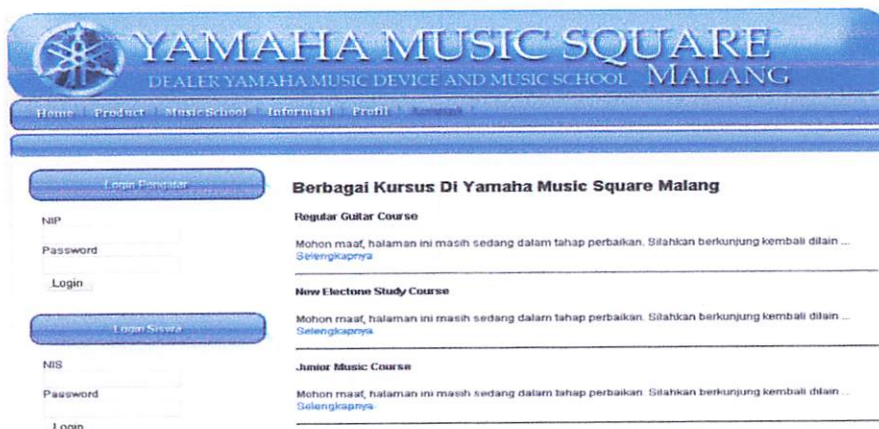 YAMAHA MUSIC SQUARE
DEALER YAMAHA MUSIC DEVICE AND MUSIC SCHOOL MALANG
Home Product Music School Informasi Profil
Login Pengajar
NIP
Password
Login
Login Siswa
NIS
Password
Login
Berbagai Kursus Di Yamaha Music Square Malang
Regular Guitar Course
Mohon maaf, halaman ini masih sedang dalam tahap perbaikan. Silahkan berkunjung kembali dilain ...
Selengkapnya
New Electone Study Course
Mohon maaf, halaman ini masih sedang dalam tahap perbaikan. Silahkan berkunjung kembali dilain ...
Selengkapnya
Junior Music Course
Mohon maaf, halaman ini masih sedang dalam tahap perbaikan. Silahkan berkunjung kembali dilain ...
Selengkapnya